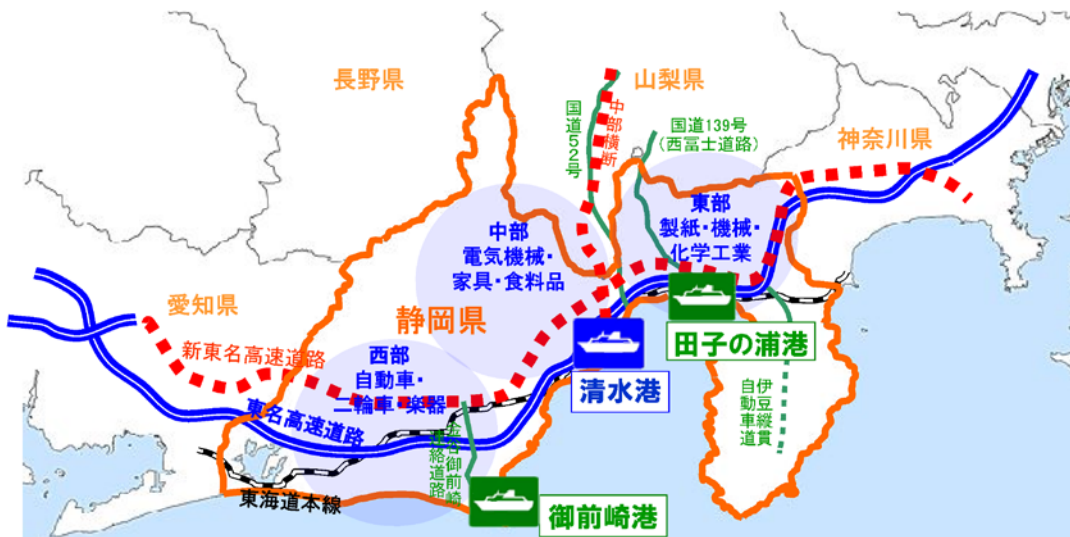 長野県
山梨県
国道52号
中部横断
国道139号
(西富士道路)
神奈川県
東部
製紙・機械・
化学工業
中部
電気機械・
家具・食料品
静岡県
愛知県
新東名高速道路
西部
自動車・
二輪車・楽器
東名高速道路
東海道本線
金谷御前崎
連絡道路
清水港
田子の浦港
伊豆縦貫
自動車道
御前崎港